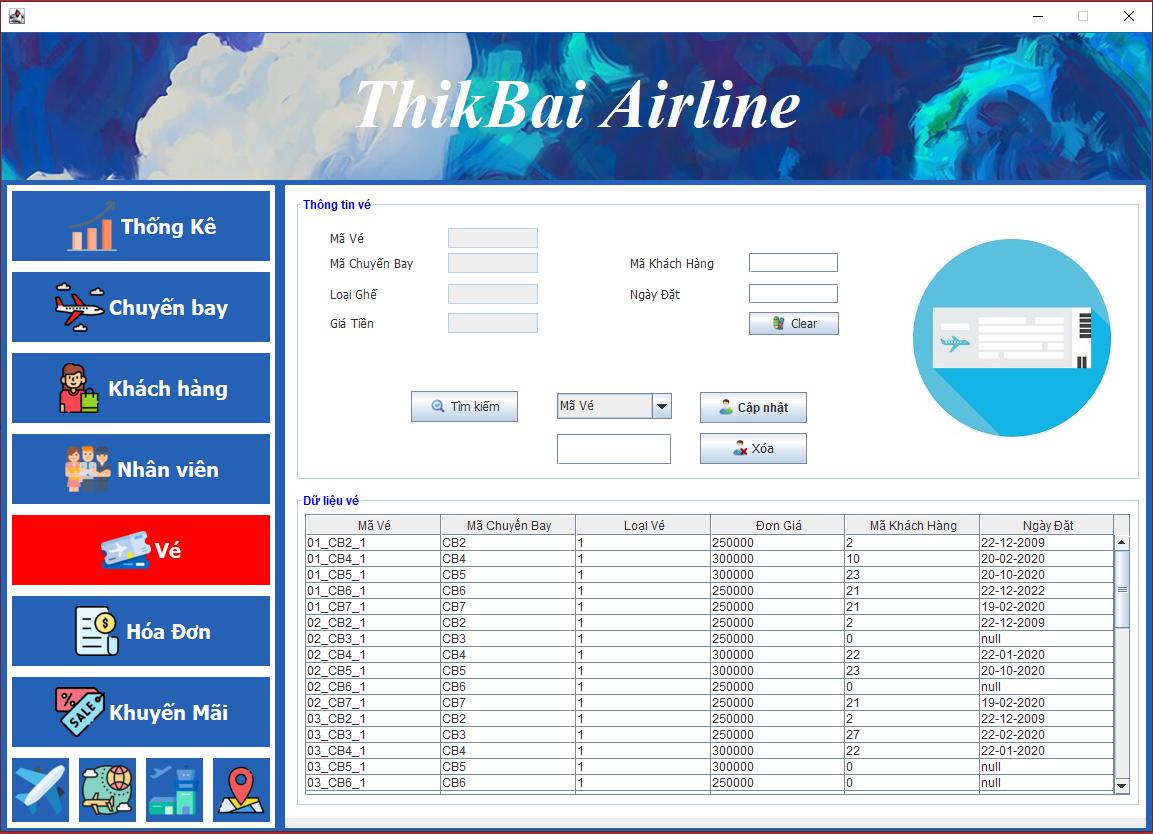 ThikBai Airline
Thống Kê
Chuyến bay
Khách hàng
Nhân viên
Vé
Hóa Đơn
%
SALE
Khuyến Mãi
Thông tin vé
Mã Vé
Mã Chuyến Bay
Mã Khách Hàng
Loại Ghế
Ngày Đặt
Giá Tiền
Clear
Tìm kiếm
Mã Vé
Cập nhật
Xóa
Dữ liệu vé
Mã Vé Mã Chuyến Bay Loại Vé Đơn Giá Mã Khách Hàng Ngày Đặt
01_CB2_1 CB2 1 250000 2 22-12-2009
01_CB4_1 CB4 1 300000 10 20-02-2020
01_CB5_1 CB5 1 300000 23 20-10-2020
01_CB6_1 CB6 1 250000 21 22-12-2022
01_CB7_1 CB7 1 250000 21 19-02-2020
02_CB2_1 CB2 1 250000 2 22-12-2009
02_CB3_1 CB3 1 250000 0 null
02_CB4_1 CB4 1 300000 22 22-01-2020
02_CB5_1 CB5 1 300000 23 20-10-2020
02_CB6_1 CB6 1 250000 0 null
02_CB7_1 CB7 1 250000 21 19-02-2020
03_CB2_1 CB2 1 250000 2 22-12-2009
03_CB3_1 CB3 1 250000 27 22-02-2020
03_CB4_1 CB4 1 300000 22 22-01-2020
03_CB5_1 CB5 1 300000 0 null
03_CB6_1 CB6 1 250000 0 null